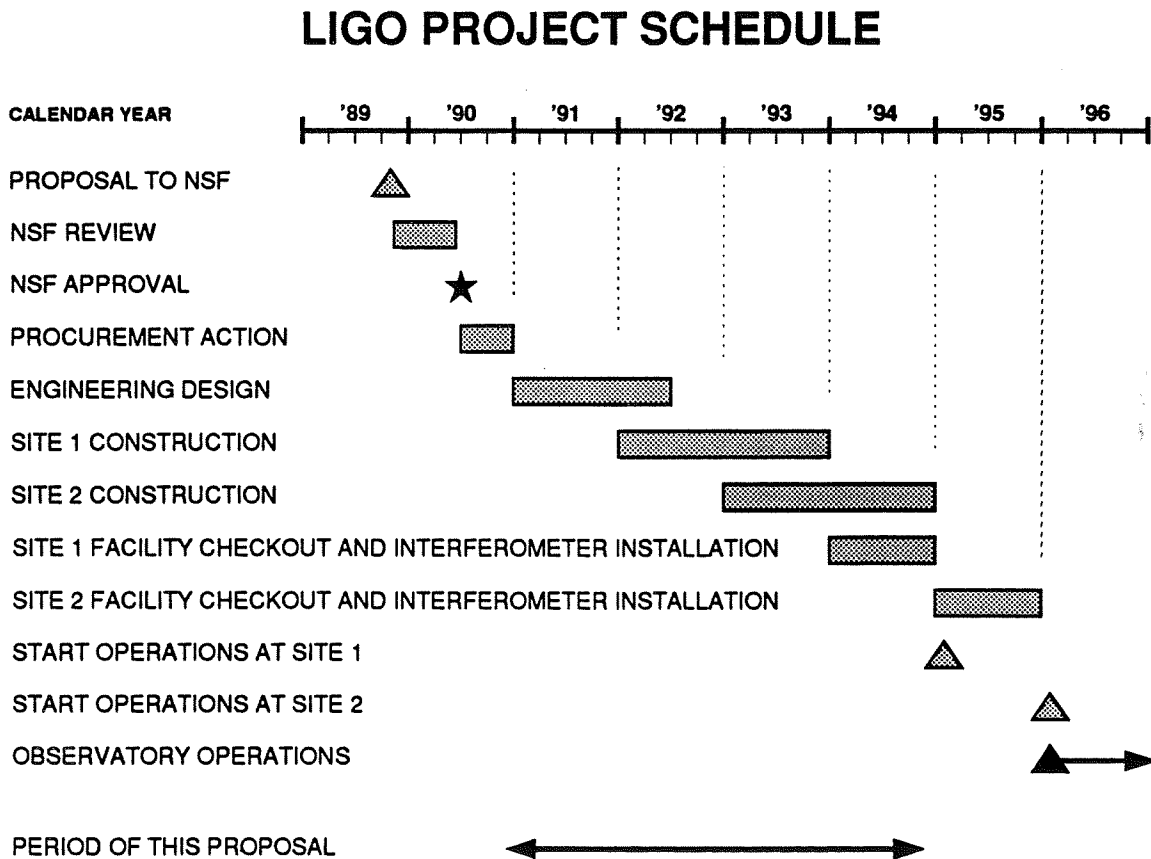 LIGO PROJECT SCHEDULE
CALENDAR YEAR '89 '90 '91 '92 '93 '94 '95 '96
PROPOSAL TO NSF
NSF REVIEW
NSF APPROVAL
PROCUREMENT ACTION
ENGINEERING DESIGN
SITE 1 CONSTRUCTION
SITE 2 CONSTRUCTION
SITE 1 FACILITY CHECKOUT AND INTERFEROMETER INSTALLATION
SITE 2 FACILITY CHECKOUT AND INTERFEROMETER INSTALLATION
START OPERATIONS AT SITE 1
START OPERATIONS AT SITE 2
OBSERVATORY OPERATIONS
PERIOD OF THIS PROPOSAL